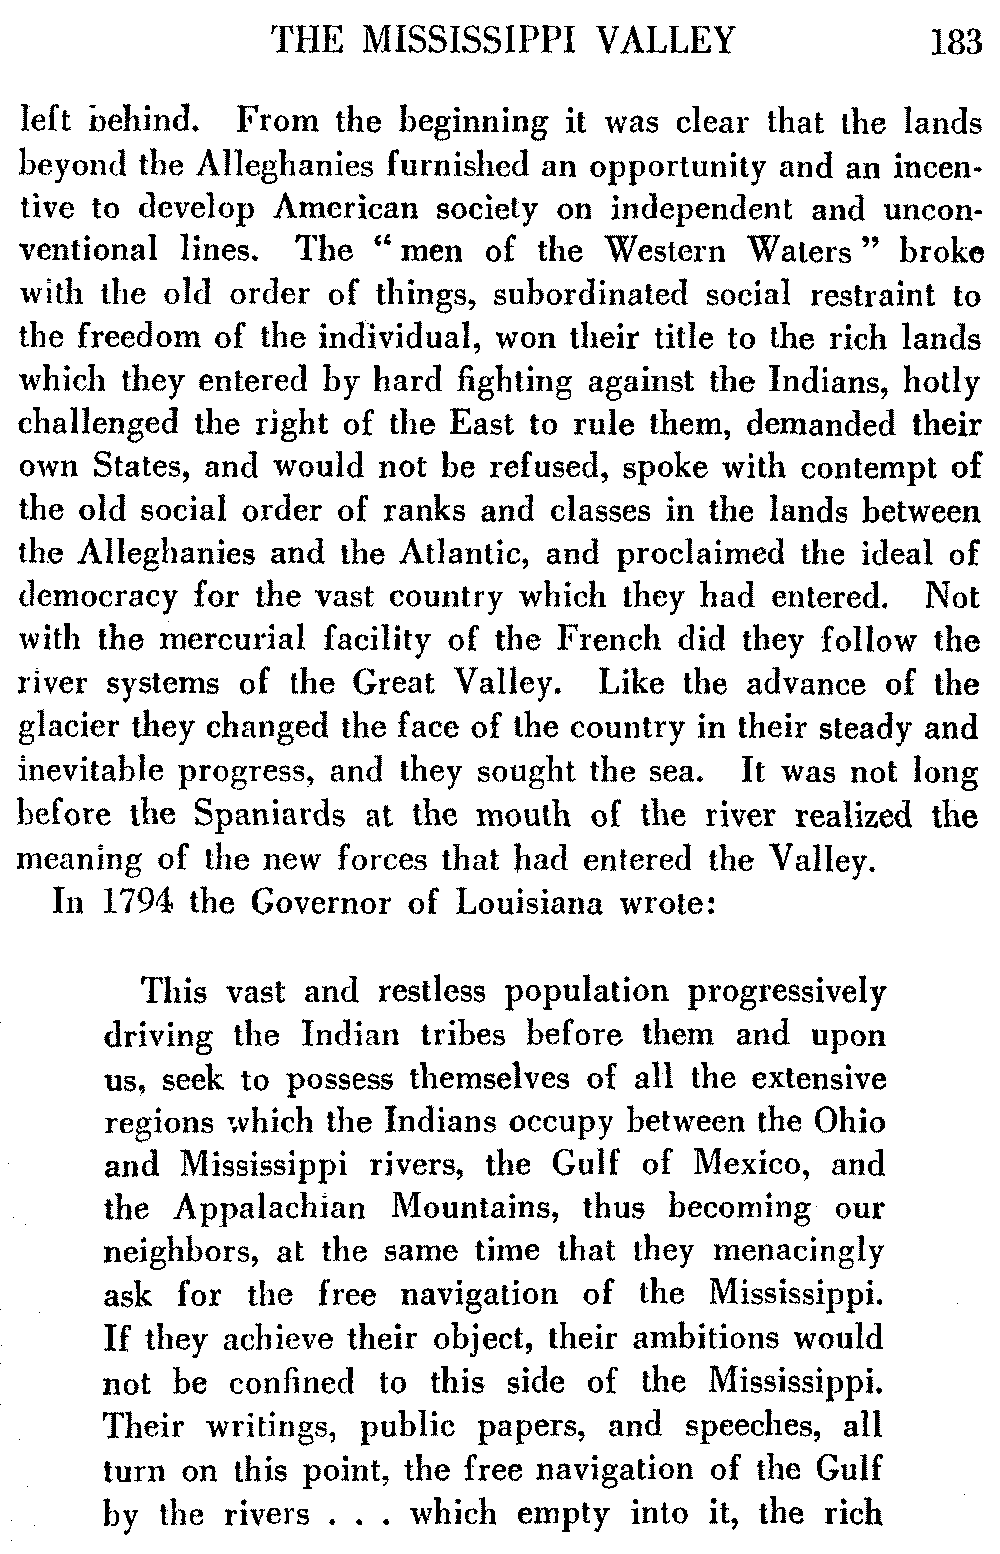 THE MISSISSIPPI VALLEY 183
left behind. From the beginning it was clear that the lands
beyond the Alleghanies furnished an opportunity and an incen-
tive to develop American society on independent and uncon-
ventional lines. The “men of the Western Waters” broke
with the old order of things, subordinated social restraint to
the freedom of the individual, won their title to the rich lands
which they entered by hard fighting against the Indians, hotly
challenged the right of the East to rule them, demanded their
own States, and would not be refused, spoke with contempt of
the old social order of ranks and classes in the lands between
the Alleghanies and the Atlantic, and proclaimed the ideal of
democracy for the vast country which they had entered. Not
with the mercurial facility of the French did they follow the
river systems of the Great Valley. Like the advance of the
glacier they changed the face of the country in their steady and
inevitable progress, and they sought the sea. It was not long
before the Spaniards at the mouth of the river realized the
meaning of the new forces that had entered the Valley.
In 1794 the Governor of Louisiana wrote:
This vast and restless population progressively
driving the Indian tribes before them and upon
us, seek to possess themselves of all the extensive
regions which the Indians occupy between the Ohio
and Mississippi rivers, the Gulf of Mexico, and
the Appalachian Mountains, thus becoming our
neighbors, at the same time that they menacingly
ask for the free navigation of the Mississippi.
If they achieve their object, their ambitions would
not be confined to this side of the Mississippi.
Their writings, public papers, and speeches, all
turn on this point, the free navigation of the Gulf
by the rivers . . . which empty into it, the rich